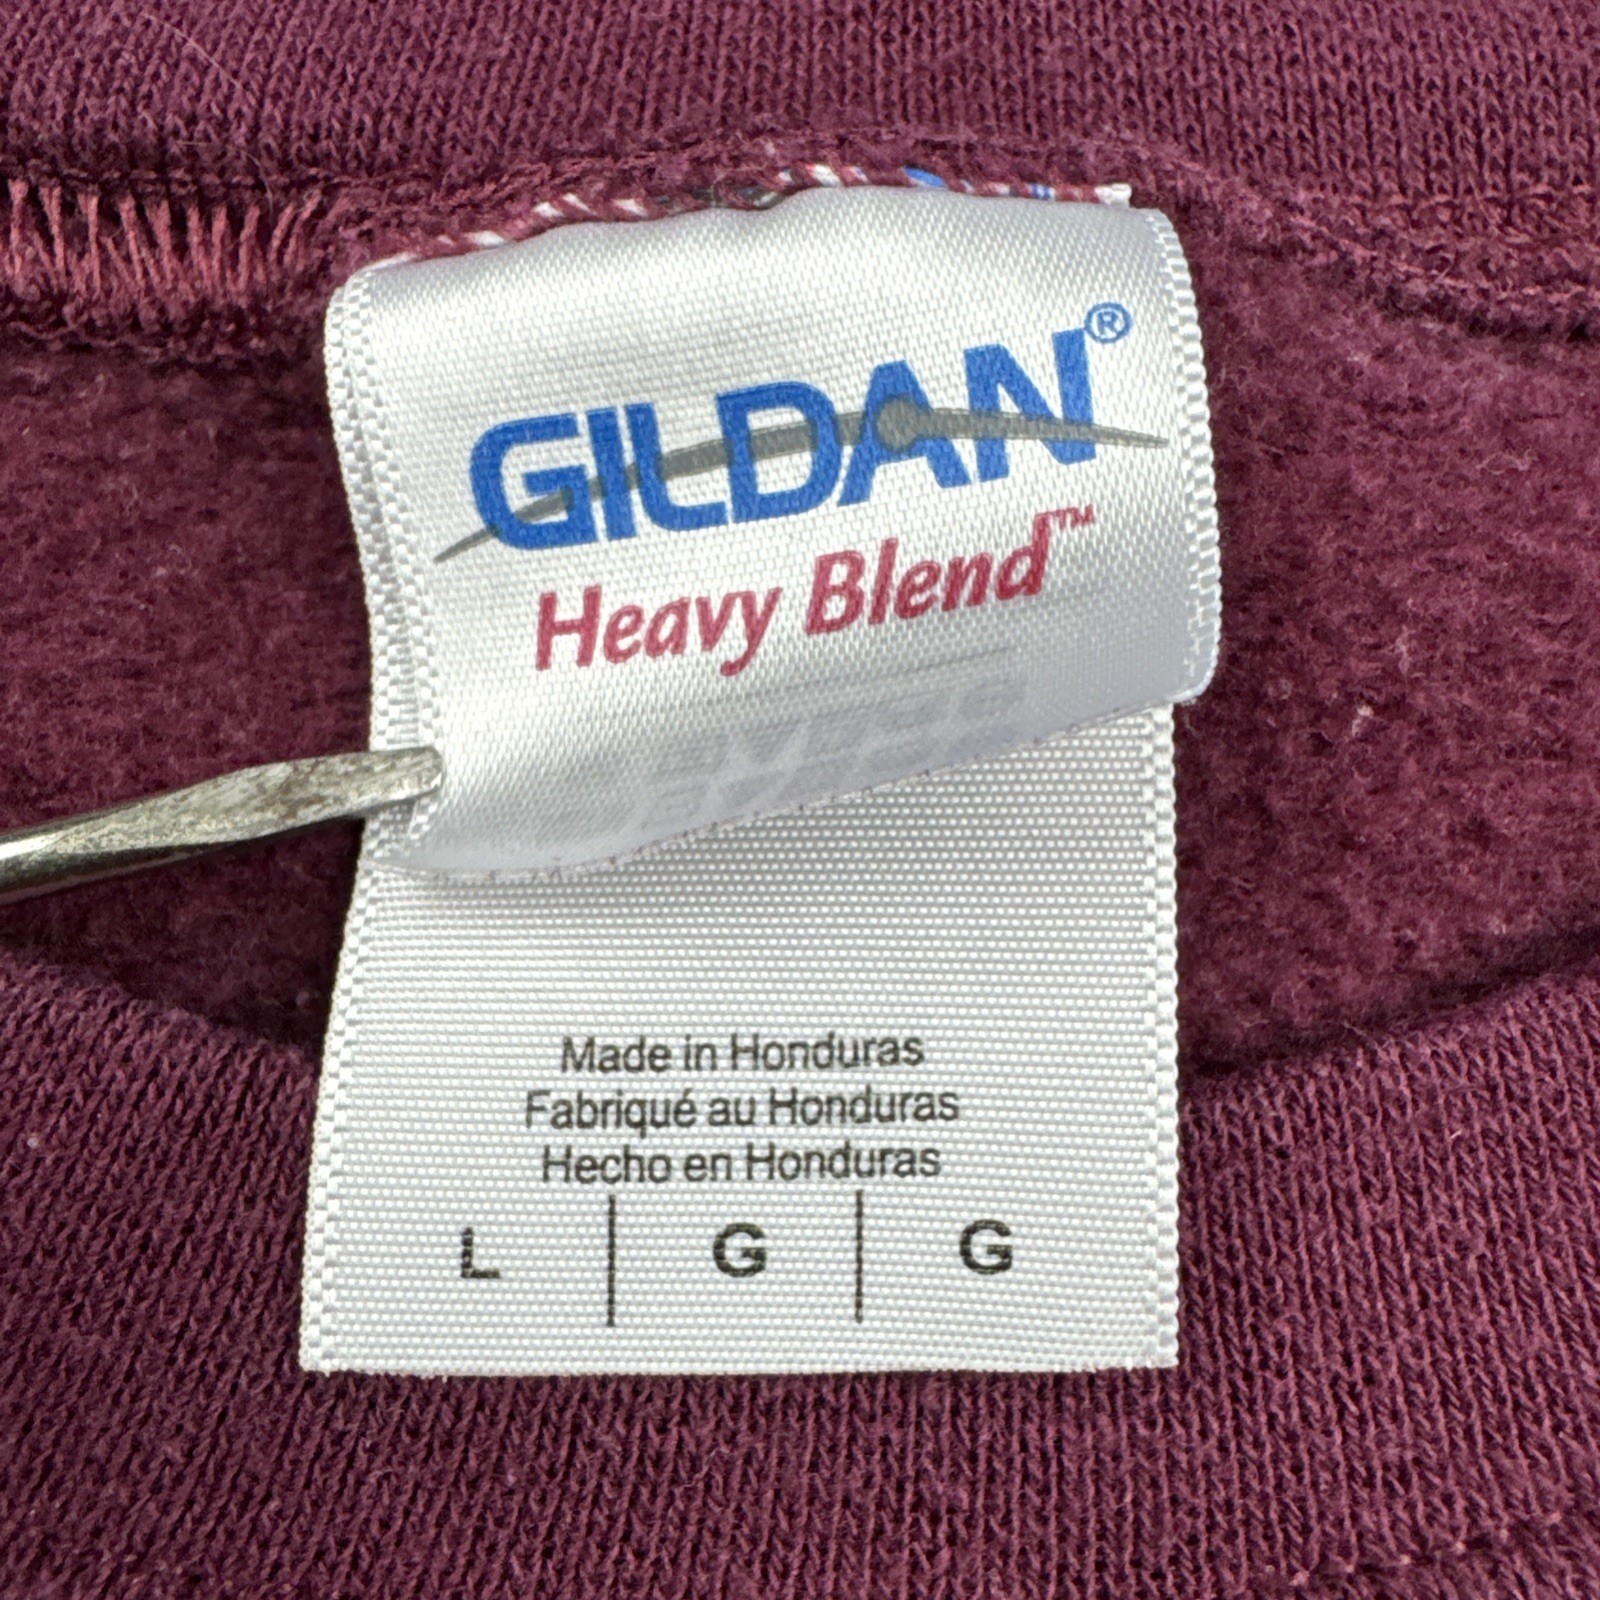 GILDAN®
Heavy Blend™
Made in Honduras
Fabriqué au Honduras
Hecho en Honduras
L | G | G